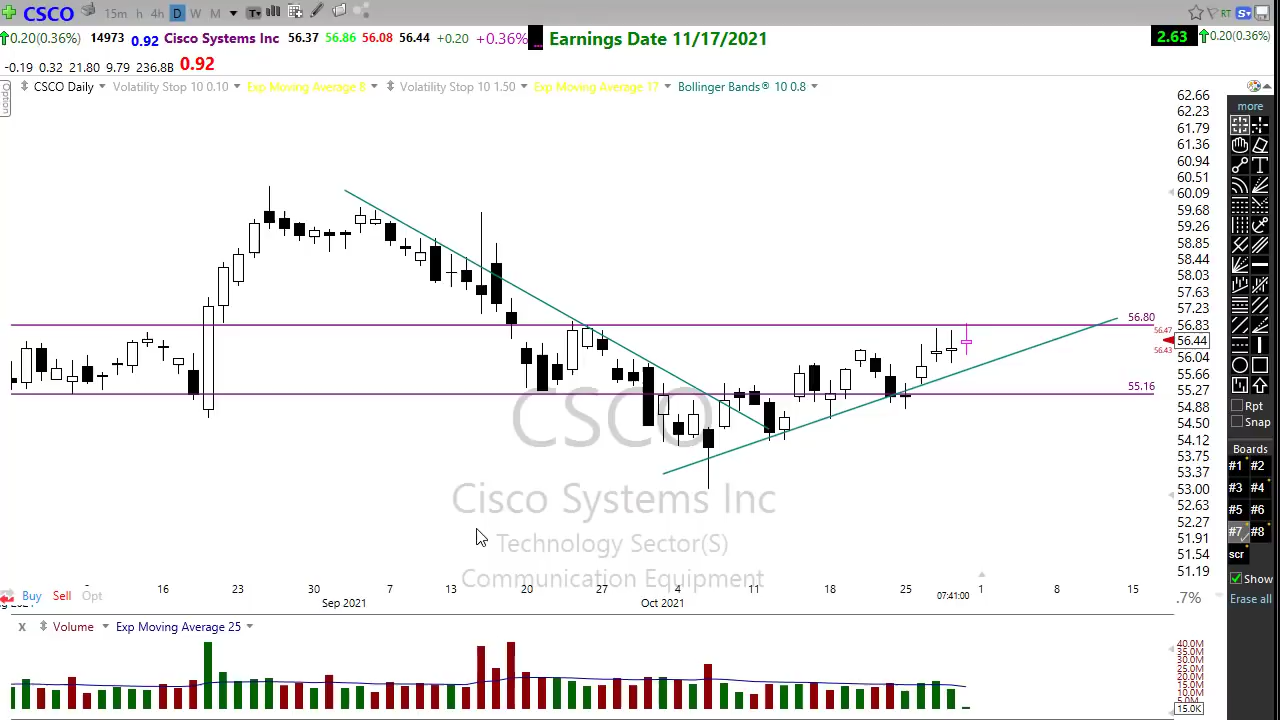 CSCO 15m h 4h D W M T RT S
0.20(0.36%) 14973 0.92 Cisco Systems Inc 56.37 56.86 56.08 56.44 +0.20 +0.36% ... Earnings Date 11/17/2021 2.63 0.20(0.36%)
-0.19 0.32 21.80 9.79 236.8B 0.92
Option CSCO Daily Volatility Stop 10 0.10 Exp Moving Average 8 Volatility Stop 10 1.50 Exp Moving Average 17 Bollinger Bands® 10 0.8
more
62.66
62.23
61.79
61.36
60.94
60.51
60.09
59.68
59.26
58.85
58.44
58.03
57.63
57.23
56.80
56.83
56.47
56.44
56.43
56.04
55.66
55.16
55.27
54.88
54.50
54.12
53.75
53.37
53.00
52.63
52.27
51.91
51.54
51.19
CSCO
Cisco Systems Inc
Technology Sector(S)
Communication Equipment
16 23 30 7 13 20 27 4 11 18 25 07:41:00 1 8 15
Sep 2021 Oct 2021
Buy Sell Opt
.7%
Rpt
Snap
Boards
#1 #2
#3 #4
#5 #6
#7 #8
scr
Show
Erase all
X Volume Exp Moving Average 25
40.0M
35.0M
30.0M
25.0M
20.0M
15.0M
10.0M
5.0M
15.0K